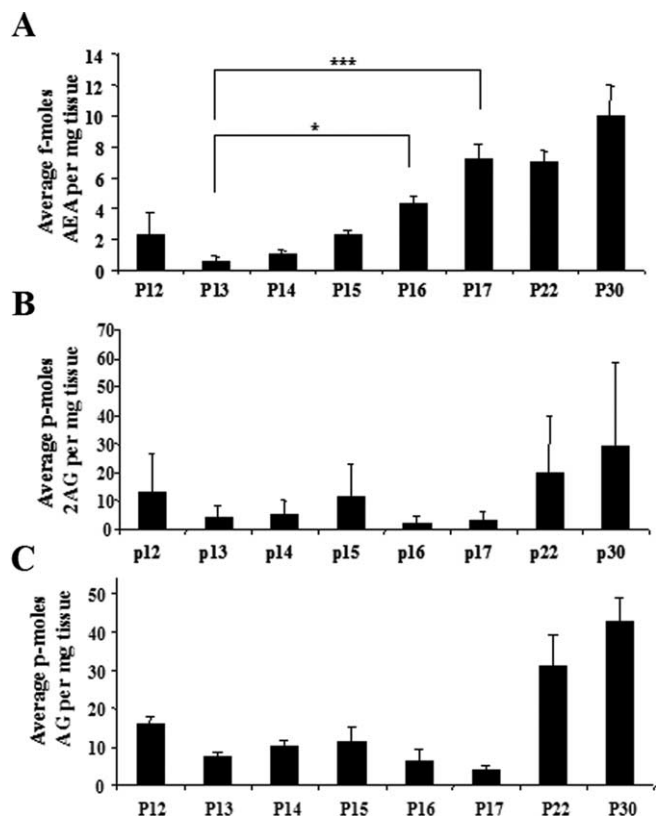 A
Average f-moles
AEA per mg tissue
14
12
10
8
6
4
2
0
***
*
P12 P13 P14 P15 P16 P17 P22 P30
B
Average p-moles
2AG per mg tissue
70
60
50
40
30
20
10
0
p12 p13 p14 p15 p16 p17 p22 p30
C
Average p-moles
AG per mg tissue
50
40
30
20
10
0
P12 P13 P14 P15 P16 P17 P22 P30